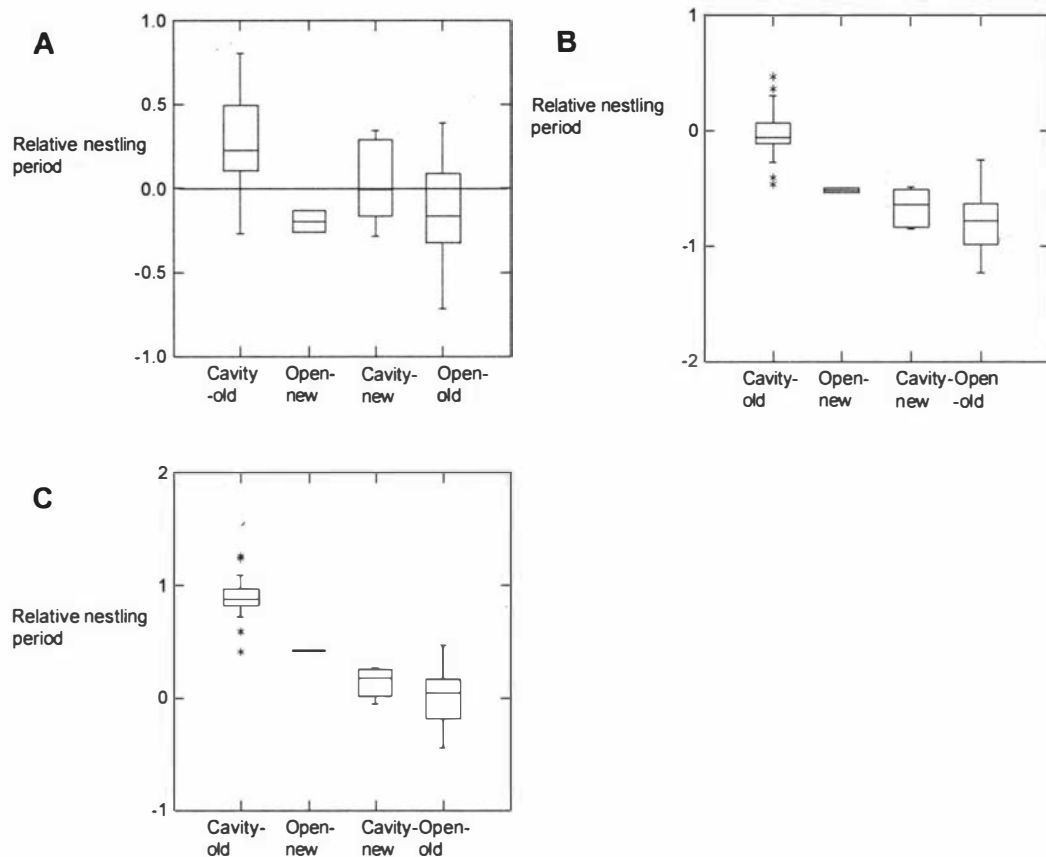 A
Relative nestling
period
1.0
0.5
0.0
-0.5
-1.0
Cavity
-old
Open-
new
Cavity-
new
Open-
old
B
Relative nestling
period
1
0
-1
-2
Cavity-
old
Open-
new
Cavity-
new
Open
-old
C
Relative nestling
period
2
1
0
-1
Cavity-
old
Open-
new
Cavity-
new
Open-
old